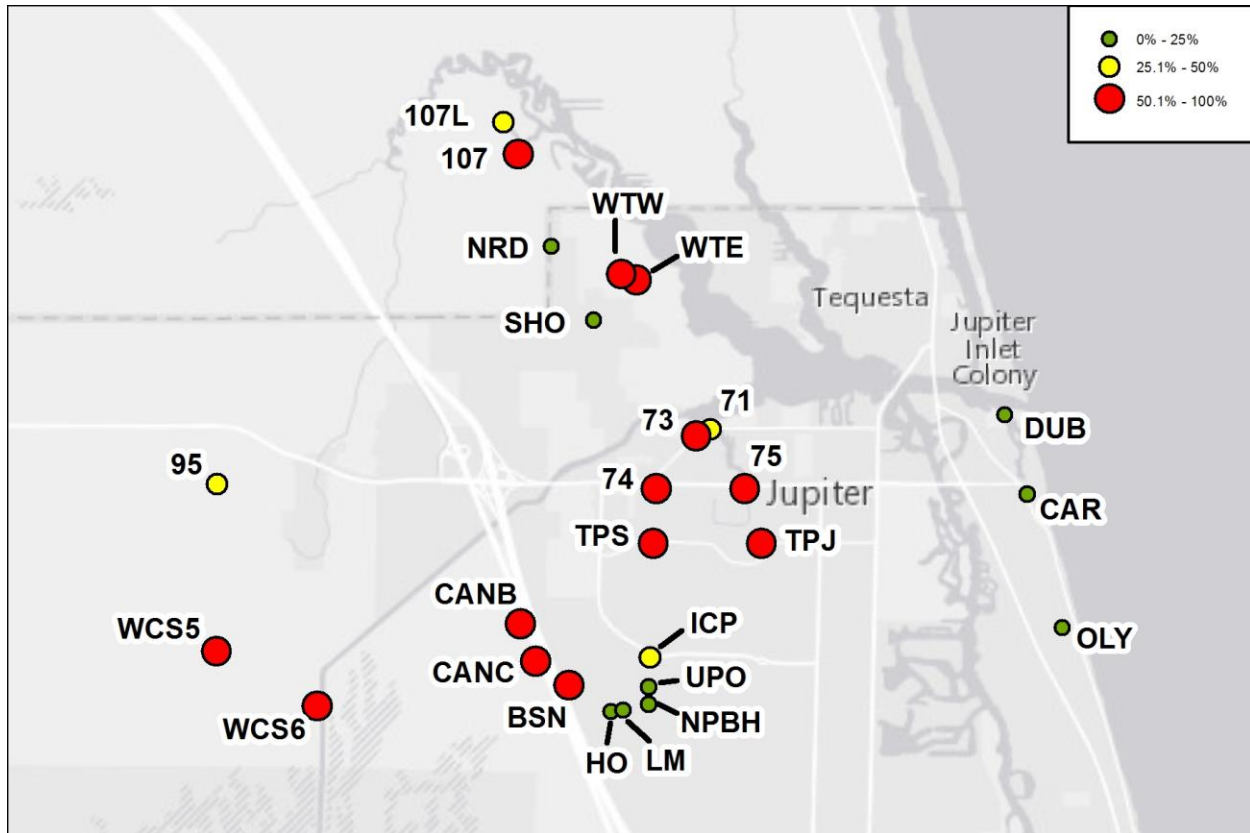 0% - 25%
25.1% - 50%
50.1% - 100%
107L
107
WTW
NRD
WTE
Tequesta
SHO
Jupiter
Inlet
Colony
71
73
DUB
95
74
75
Jupiter
CAR
TPS
TPJ
CANB
ICP
WCS5
OLY
CANC
UPO
BSN
NPBH
WCS6
HO
LM